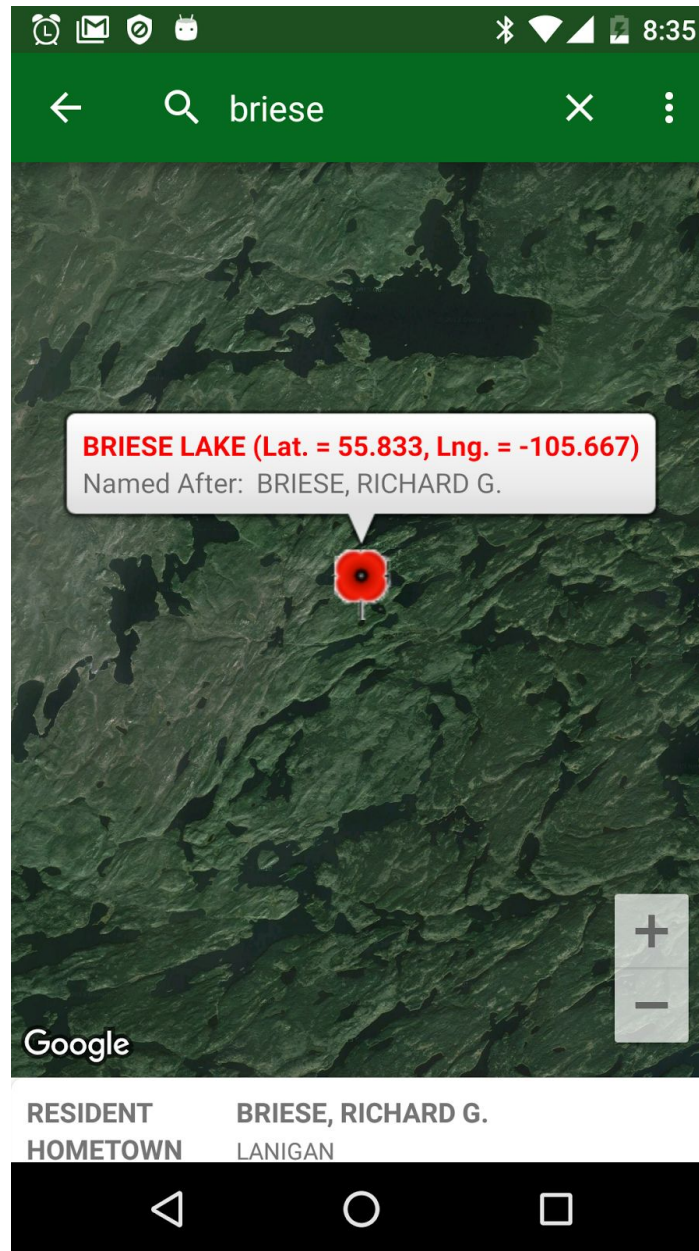 8:35
briese
BRIESE LAKE (Lat. = 55.833, Lng. = -105.667)
Named After: BRIESE, RICHARD G.
+
−
Google
RESIDENT BRIESE, RICHARD G.
HOMETOWN LANIGAN